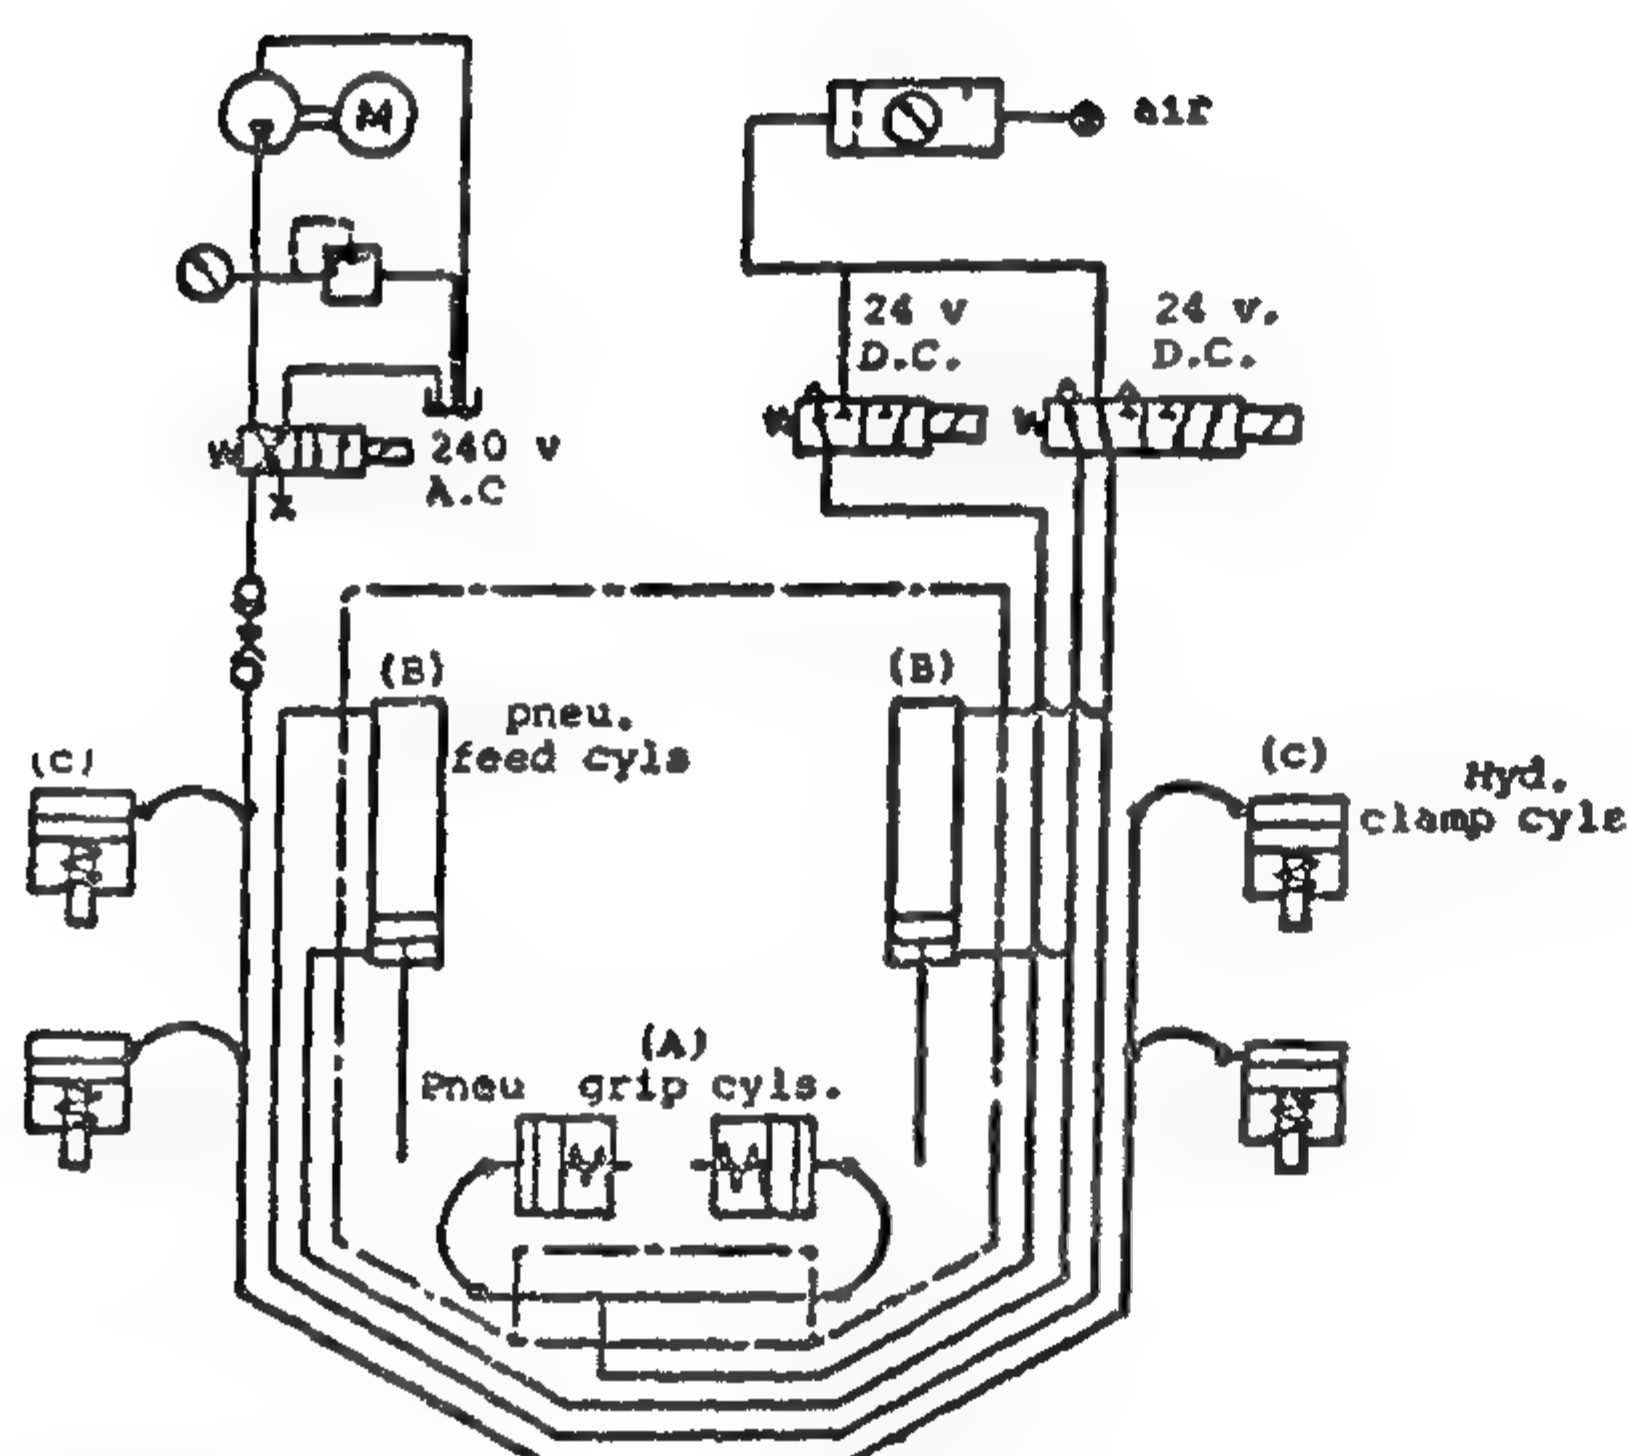 M
air
24 v
D.C.
24 v.
D.C.
240 v
A.C
(B)
pneu.
feed cyls
(B)
(C)
(c)
Hyd.
clamp cyls
(A)
Pneu grip cyls.